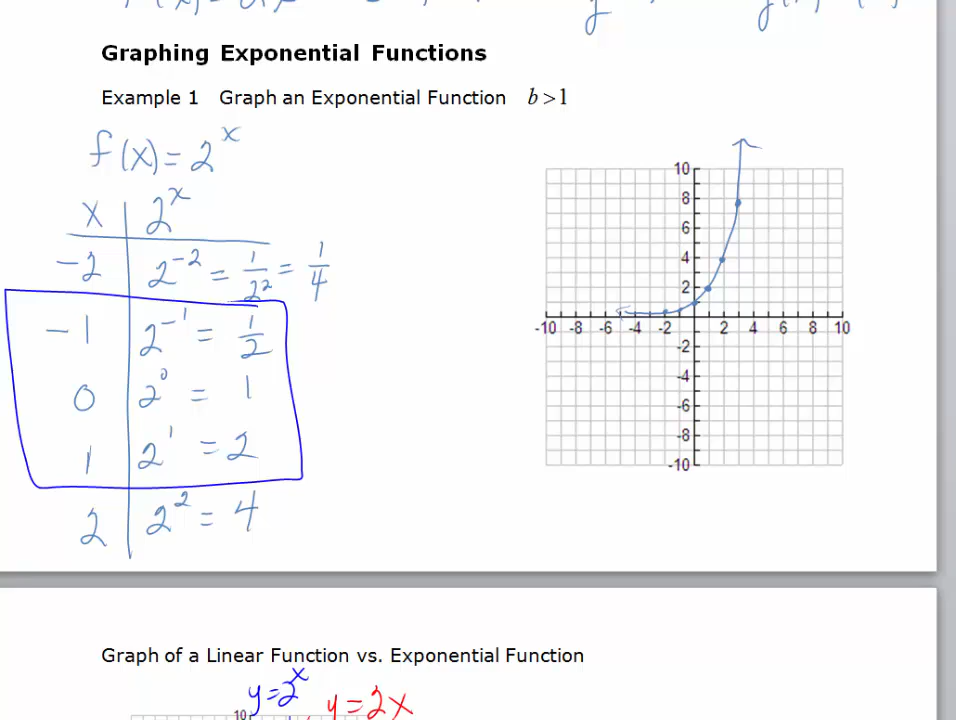 Graphing Exponential Functions
Example 1 Graph an Exponential Function b > 1
f(x) = 2^x
x | 2^x
-2 | 2^-2 = 1/2^2 = 1/4
-1 | 2^-1 = 1/2
0 | 2^0 = 1
1 | 2^1 = 2
2 | 2^2 = 4
10
8
6
4
2
-10 -8 -6 -4 -2 2 4 6 8 10
-2
-4
-6
-8
-10
Graph of a Linear Function vs. Exponential Function
y = 2^x y = 2x
10